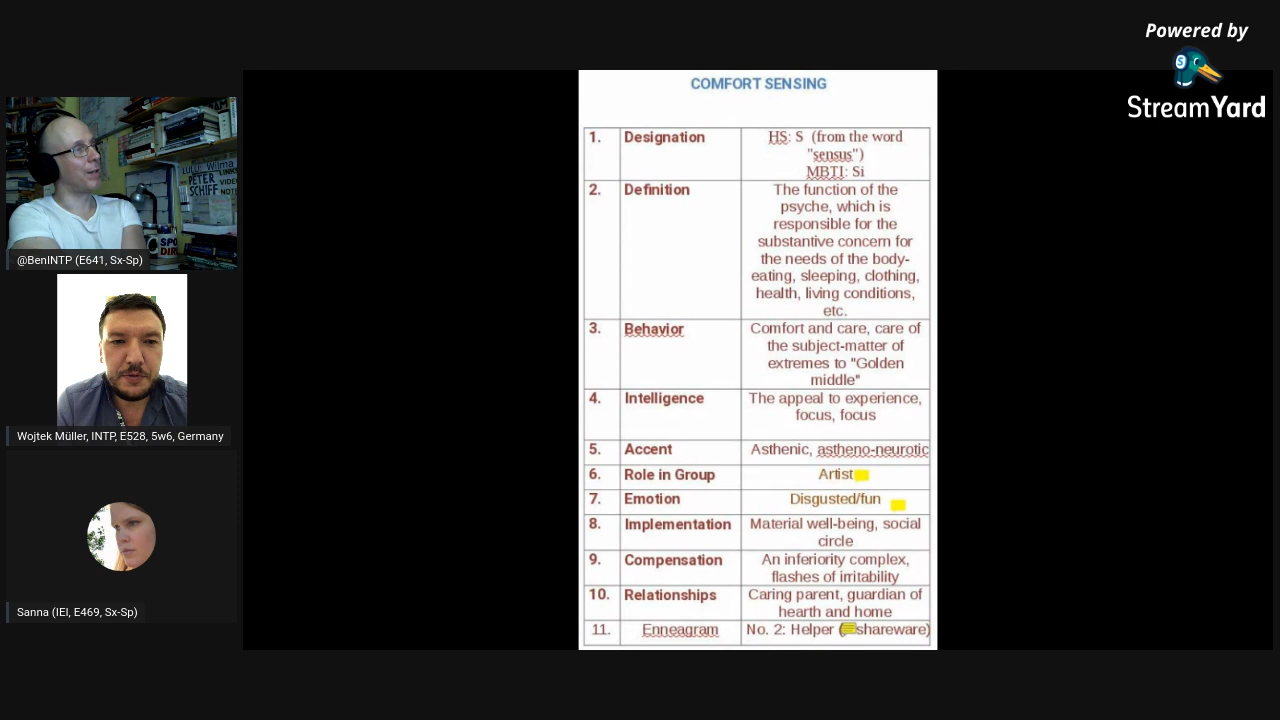 Powered by
StreamYard
LULU Wilma
PETER
SCHIFF
LINKS
@BenINTP (E641, Sx-Sp)
Wojtek Müller, INTP, E528, 5w6, Germany
Sanna (IEI, E469, Sx-Sp)
COMFORT SENSING
1. Designation HS: S (from the word
"sensus")
MBTI: Si
2. Definition The function of the
psyche, which is
responsible for the
substantive concern for
the needs of the body-
eating, sleeping, clothing,
health, living conditions,
etc.
3. Behavior Comfort and care, care of
the subject-matter of
extremes to "Golden
middle"
4. Intelligence The appeal to experience,
focus, focus
5. Accent Asthenic, astheno-neurotic
6. Role in Group Artist
7. Emotion Disgusted/fun
8. Implementation Material well-being, social
circle
9. Compensation An inferiority complex,
flashes of irritability
10. Relationships Caring parent, guardian of
hearth and home
11. Enneagram No. 2: Helper ( shareware)